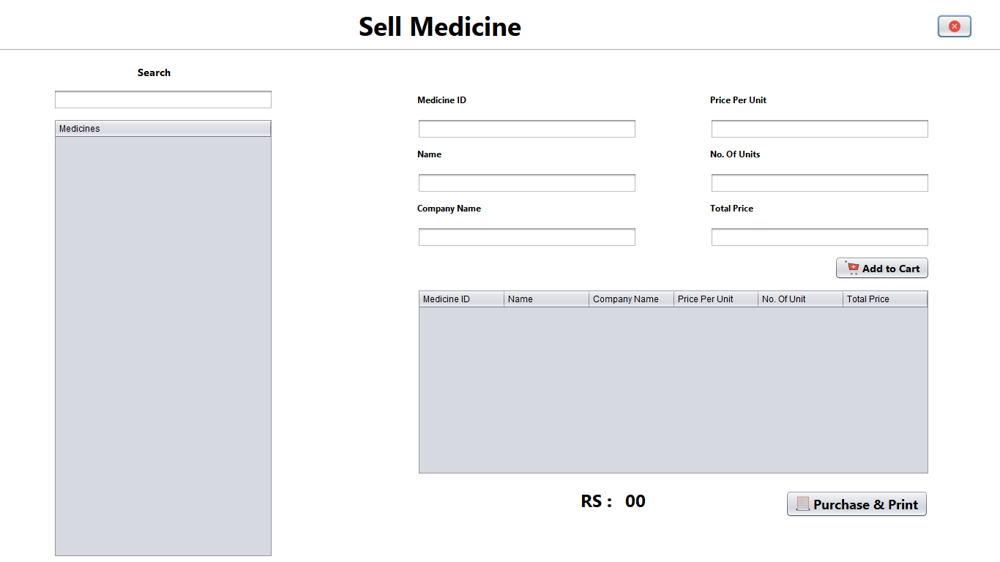 Sell Medicine
Search
Medicines
Medicine ID
Price Per Unit
Name
No. Of Units
Company Name
Total Price
Add to Cart
Medicine ID Name Company Name Price Per Unit No. Of Unit Total Price
RS : 00
Purchase & Print